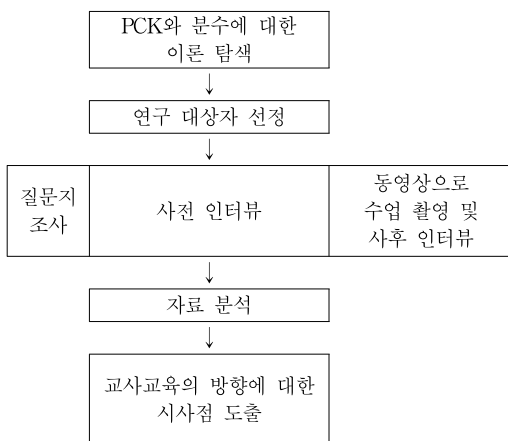 PCK와 분수에 대한
이론 탐색
연구 대상자 선정
질문지
조사
사전 인터뷰
동영상으로
수업 촬영 및
사후 인터뷰
자료 분석
교사교육의 방향에 대한
시사점 도출